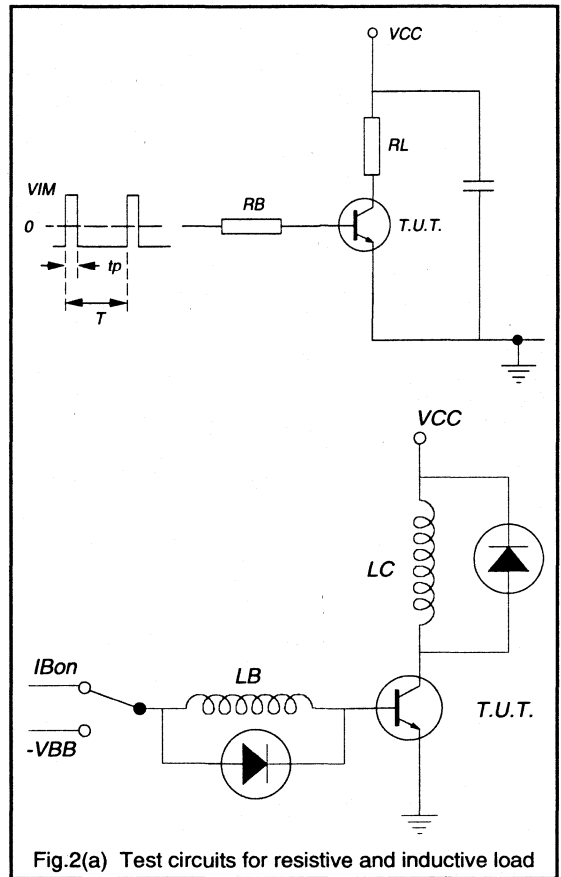 VCC
RL
VIM
RB
0
T.U.T.
tp
T
VCC
LC
IBon
LB
T.U.T.
-VBB
Fig.2(a) Test circuits for resistive and inductive load